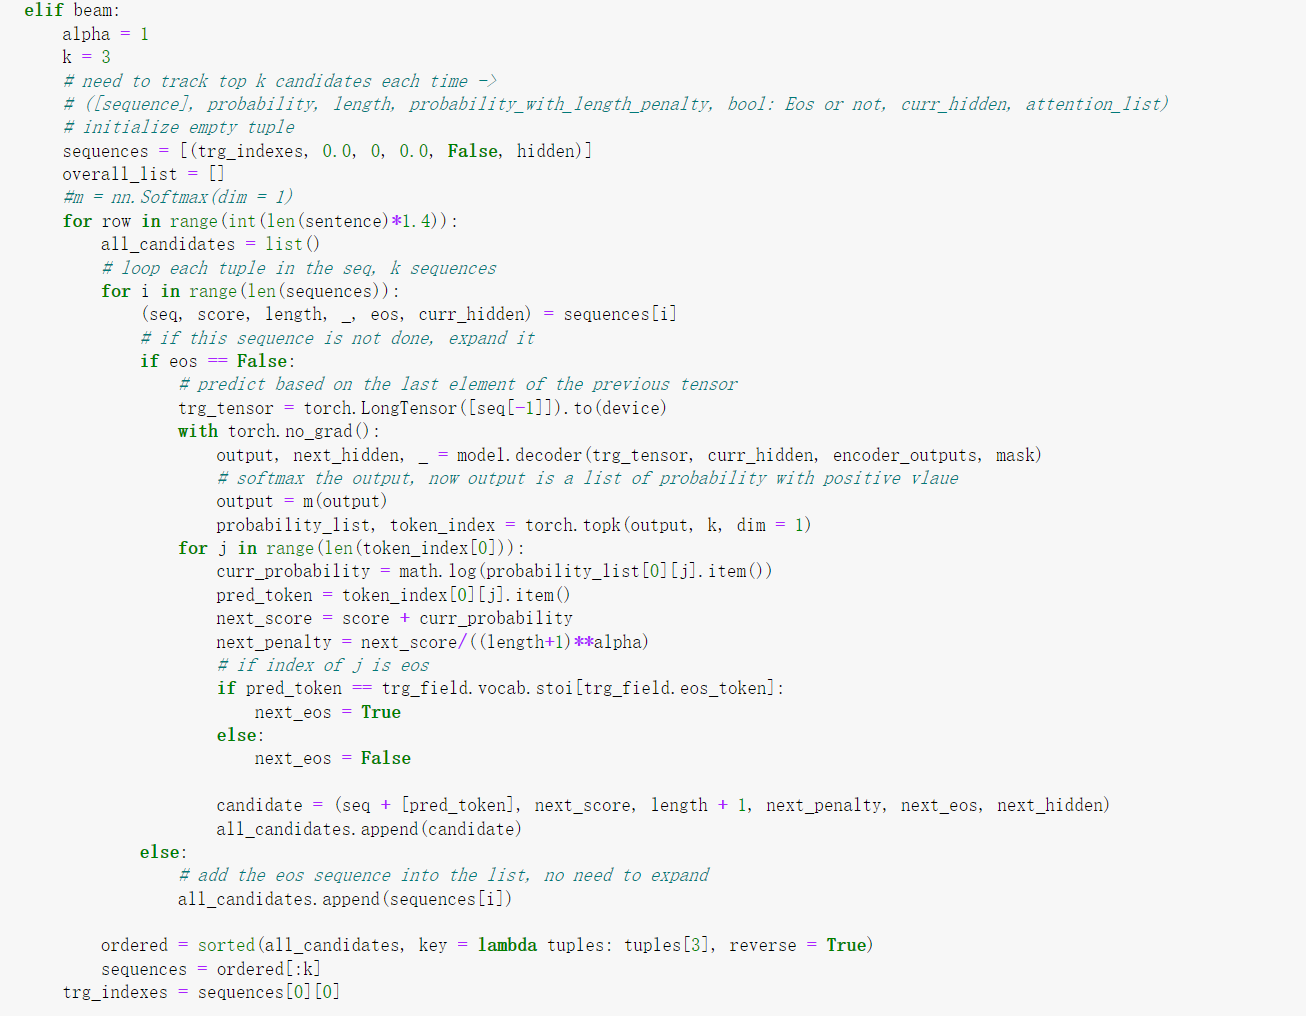 elif beam:
    alpha = 1
    k = 3
    # need to track top k candidates each time ->
    # ([sequence], probability, length, probability_with_length_penalty, bool: Eos or not, curr_hidden, attention_list)
    # initialize empty tuple
    sequences = [(trg_indexes, 0.0, 0, 0.0, False, hidden)]
    overall_list = []
    #m = nn.Softmax(dim = 1)
    for row in range(int(len(sentence)*1.4)):
        all_candidates = list()
        # loop each tuple in the seq, k sequences
        for i in range(len(sequences)):
            (seq, score, length, _, eos, curr_hidden) = sequences[i]
            # if this sequence is not done, expand it
            if eos == False:
                # predict based on the last element of the previous tensor
                trg_tensor = torch.LongTensor([seq[-1]]).to(device)
                with torch.no_grad():
                    output, next_hidden, _ = model.decoder(trg_tensor, curr_hidden, encoder_outputs, mask)
                    # softmax the output, now output is a list of probability with positive vlaue
                    output = m(output)
                    probability_list, token_index = torch.topk(output, k, dim = 1)
                for j in range(len(token_index[0])):
                    curr_probability = math.log(probability_list[0][j].item())
                    pred_token = token_index[0][j].item()
                    next_score = score + curr_probability
                    next_penalty = next_score/((length+1)**alpha)
                    # if index of j is eos
                    if pred_token == trg_field.vocab.stoi[trg_field.eos_token]:
                        next_eos = True
                    else:
                        next_eos = False
                    candidate = (seq + [pred_token], next_score, length + 1, next_penalty, next_eos, next_hidden)
                    all_candidates.append(candidate)
            else:
                # add the eos sequence into the list, no need to expand
                all_candidates.append(sequences[i])
        ordered = sorted(all_candidates, key = lambda tuples: tuples[3], reverse = True)
        sequences = ordered[:k]
    trg_indexes = sequences[0][0]